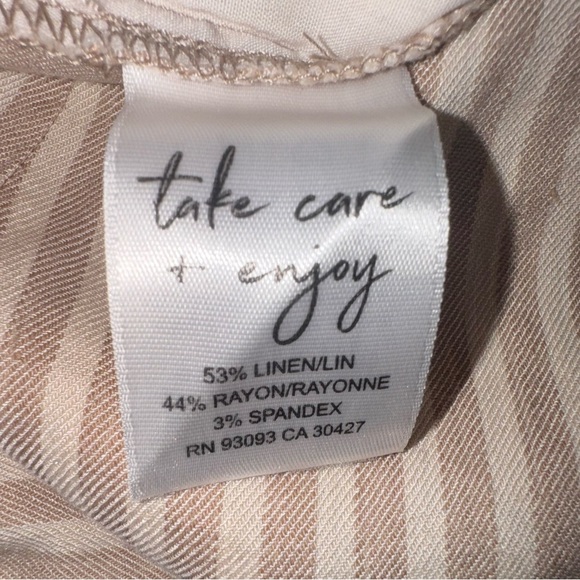 take care
+ enjoy
53% LINEN/LIN
44% RAYON/RAYONNE
3% SPANDEX
RN 93093 CA 30427